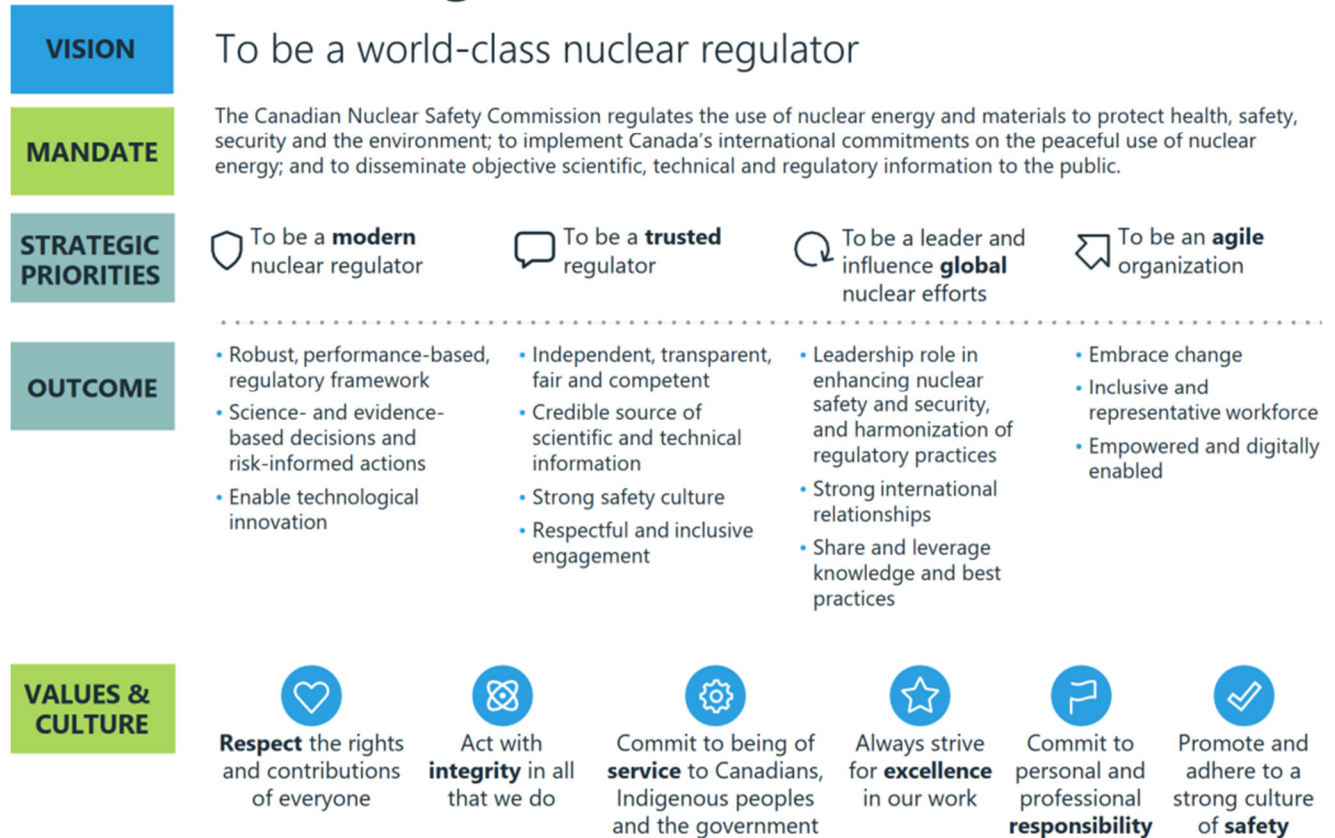 VISION
To be a world-class nuclear regulator
MANDATE
The Canadian Nuclear Safety Commission regulates the use of nuclear energy and materials to protect health, safety,
security and the environment; to implement Canada's international commitments on the peaceful use of nuclear
energy; and to disseminate objective scientific, technical and regulatory information to the public.
STRATEGIC
PRIORITIES
To be a modern
nuclear regulator
To be a trusted
regulator
To be a leader and
influence global
nuclear efforts
To be an agile
organization
OUTCOME
• Robust, performance-based,
regulatory framework
• Science- and evidence-
based decisions and
risk-informed actions
• Enable technological
innovation
• Independent, transparent,
fair and competent
• Credible source of
scientific and technical
information
• Strong safety culture
• Respectful and inclusive
engagement
• Leadership role in
enhancing nuclear
safety and security,
and harmonization of
regulatory practices
• Strong international
relationships
• Share and leverage
knowledge and best
practices
• Embrace change
• Inclusive and
representative workforce
• Empowered and digitally
enabled
VALUES &
CULTURE
Respect the rights
and contributions
of everyone
Act with
integrity in all
that we do
Commit to being of
service to Canadians,
Indigenous peoples
and the government
Always strive
for excellence
in our work
Commit to
personal and
professional
responsibility
Promote and
adhere to a
strong culture
of safety